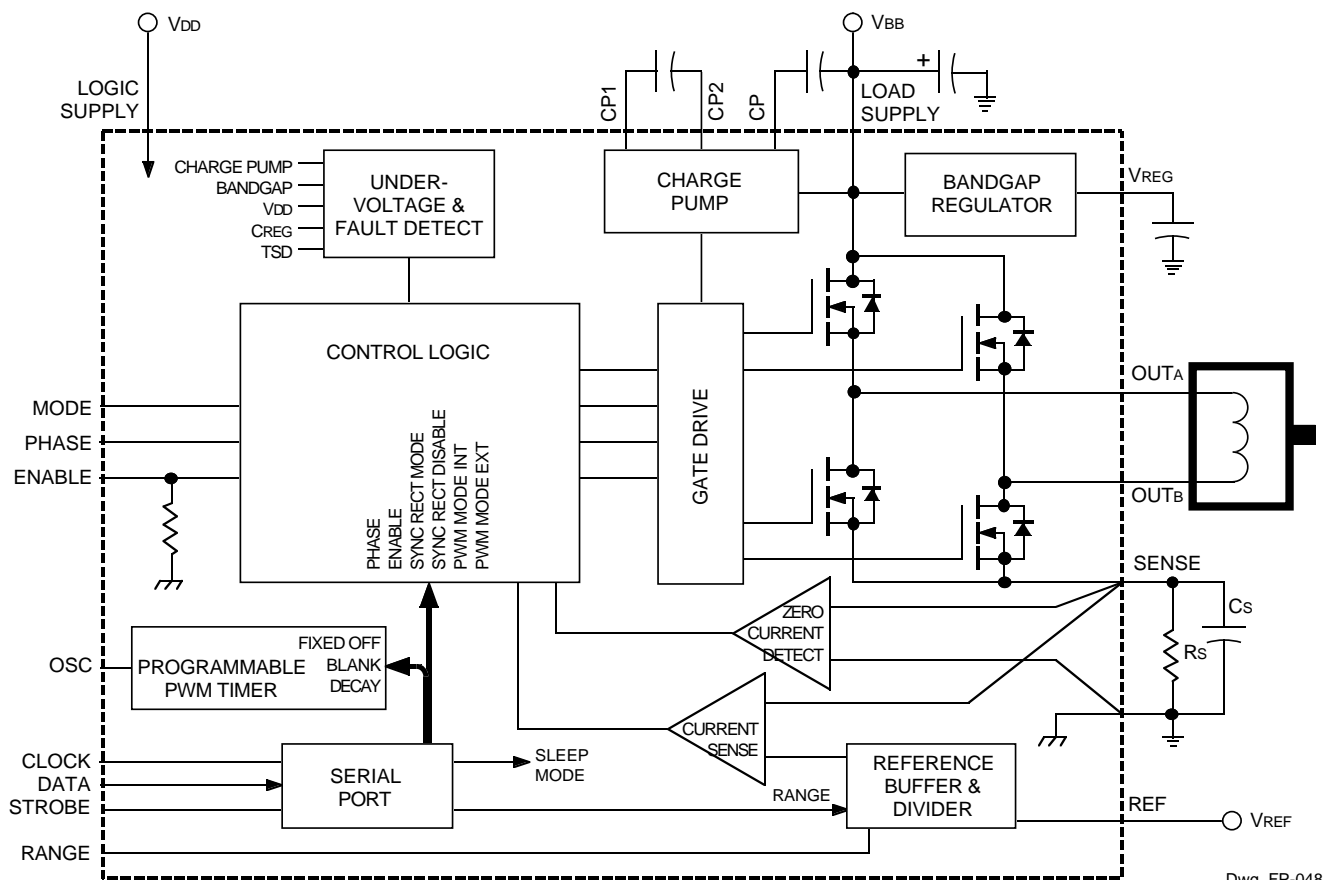 VDD
VBB
LOGIC
SUPPLY
CP1
CP2
CP
+
LOAD
SUPPLY
CHARGE PUMP
BANDGAP
VDD
CREG
TSD
UNDER-
VOLTAGE &
FAULT DETECT
CHARGE
PUMP
BANDGAP
REGULATOR
VREG
CONTROL LOGIC
MODE
PHASE
ENABLE
PHASE
ENABLE
SYNC RECT MODE
SYNC RECT DISABLE
PWM MODE INT
PWM MODE EXT
GATE DRIVE
OUTA
OUTB
SENSE
CS
RS
ZERO
CURRENT
DETECT
OSC
PROGRAMMABLE
PWM TIMER
FIXED OFF
BLANK
DECAY
CURRENT
SENSE
CLOCK
DATA
STROBE
RANGE
SERIAL
PORT
SLEEP
MODE
RANGE
REFERENCE
BUFFER &
DIVIDER
REF
VREF
Dwg. FP-048